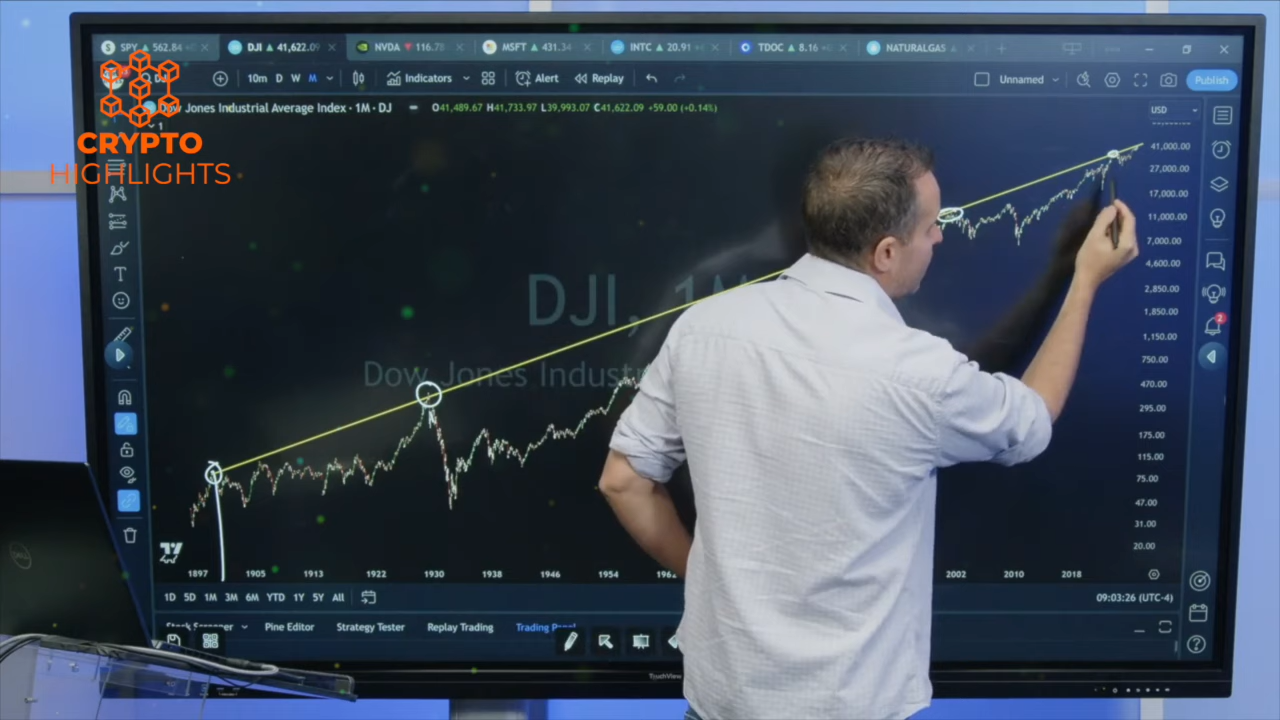 SPY ▲ 562.84
DJI ▲ 41,622.09
NVDA ▼ 116.78
MSFT ▲ 431.34
INTC ▲ 20.91
TDOC ▲ 8.16
NATURALGAS ▲
10m D W M
Indicators
Alert
Replay
Unnamed
Publish
Dow Jones Industrial Average Index · 1M · DJ
O41,489.67 H41,733.97 L39,993.07 C41,622.09 +59.00 (+0.14%)
USD
1
CRYPTO
HIGHLIGHTS
DJI, 1M
Dow Jones Indust
41,000.00
27,000.00
17,000.00
11,000.00
7,000.00
4,600.00
2,850.00
1,850.00
1,150.00
750.00
470.00
295.00
175.00
115.00
75.00
47.00
31.00
20.00
2
1897 1905 1913 1922 1930 1938 1946 1954 1962 2002 2010 2018
1D 5D 1M 3M 6M YTD 1Y 5Y All
09:03:26 (UTC-4)
Stock Screener Pine Editor Strategy Tester Replay Trading Trading Panel
TouchView
DELL